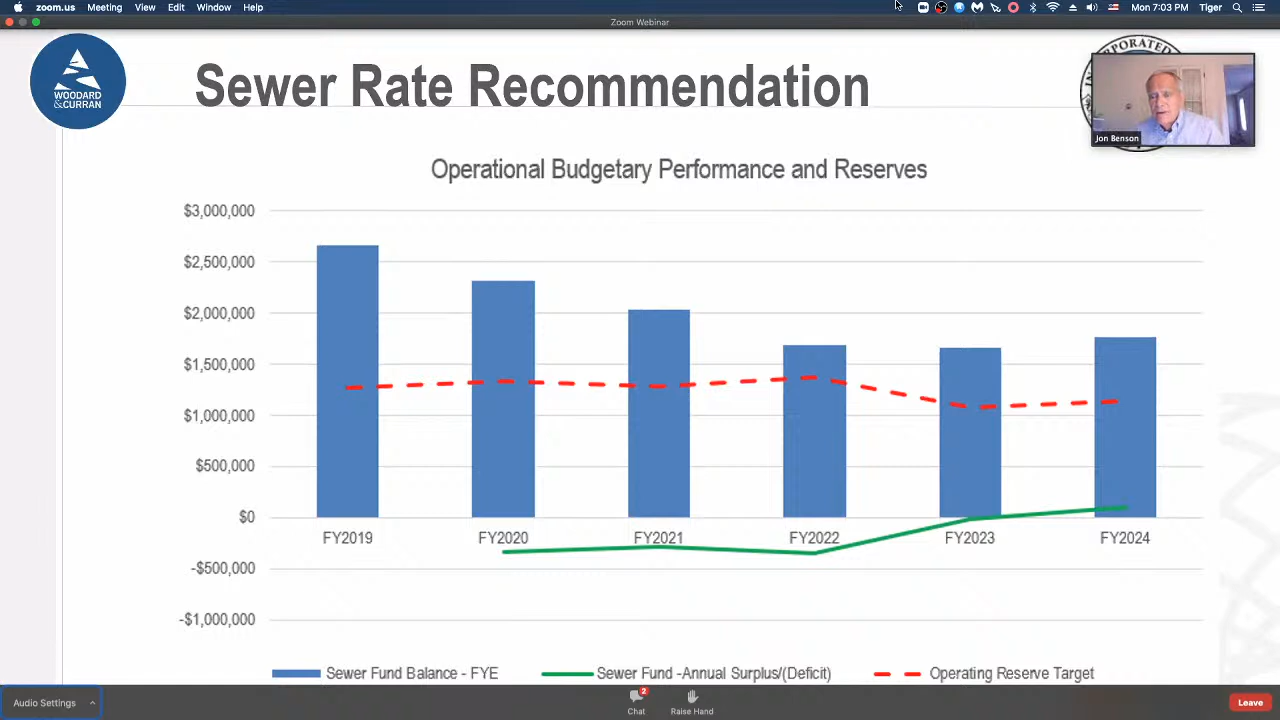 zoom.us Meeting View Edit Window Help Mon 7:03 PM Tiger
Zoom Webinar
WOODARD
&CURRAN
Sewer Rate Recommendation
ORPORATED
Jon Benson
Operational Budgetary Performance and Reserves
$3,000,000
$2,500,000
$2,000,000
$1,500,000
$1,000,000
$500,000
$0
FY2019 FY2020 FY2021 FY2022 FY2023 FY2024
-$500,000
-$1,000,000
Sewer Fund Balance - FYE Sewer Fund -Annual Surplus/(Deficit) Operating Reserve Target
Audio Settings
2
Chat Raise Hand
Leave